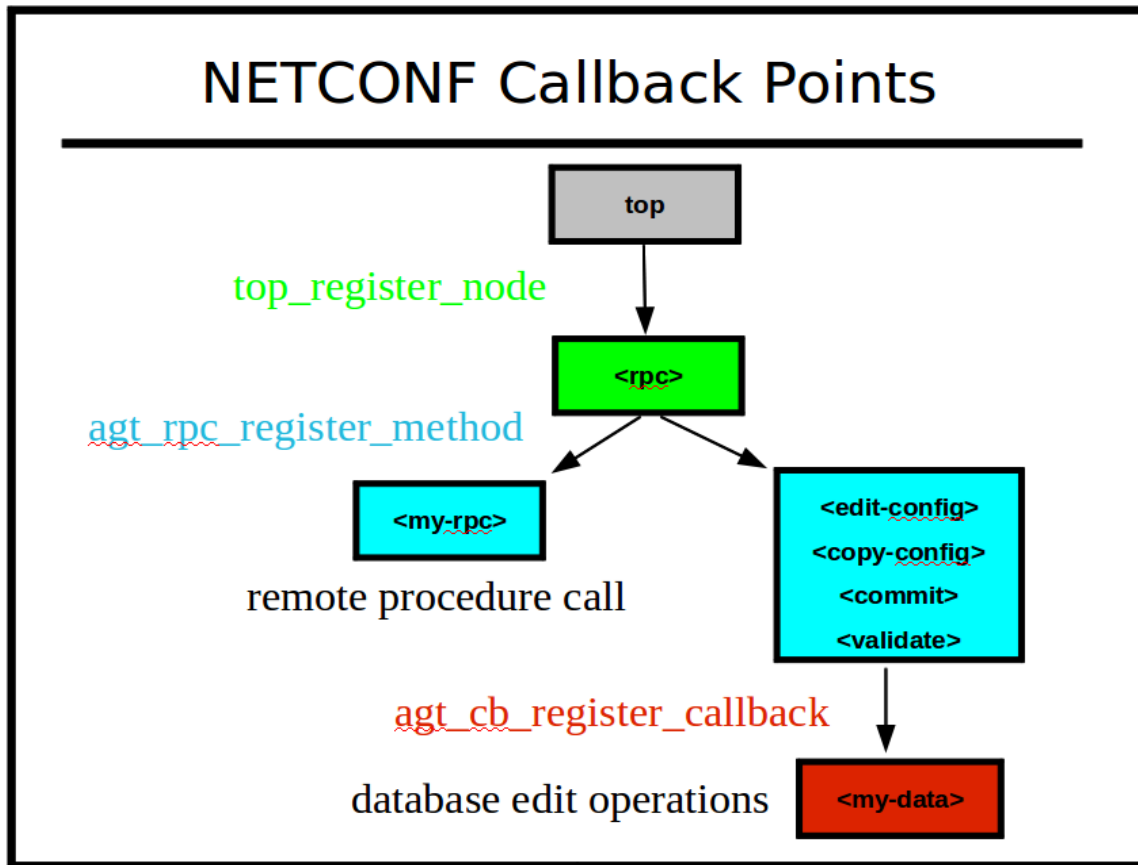 NETCONF Callback Points
top
top_register_node
<rpc>
agt_rpc_register_method
<my-rpc>
<edit-config>
<copy-config>
<commit>
<validate>
remote procedure call
agt_cb_register_callback
database edit operations
<my-data>